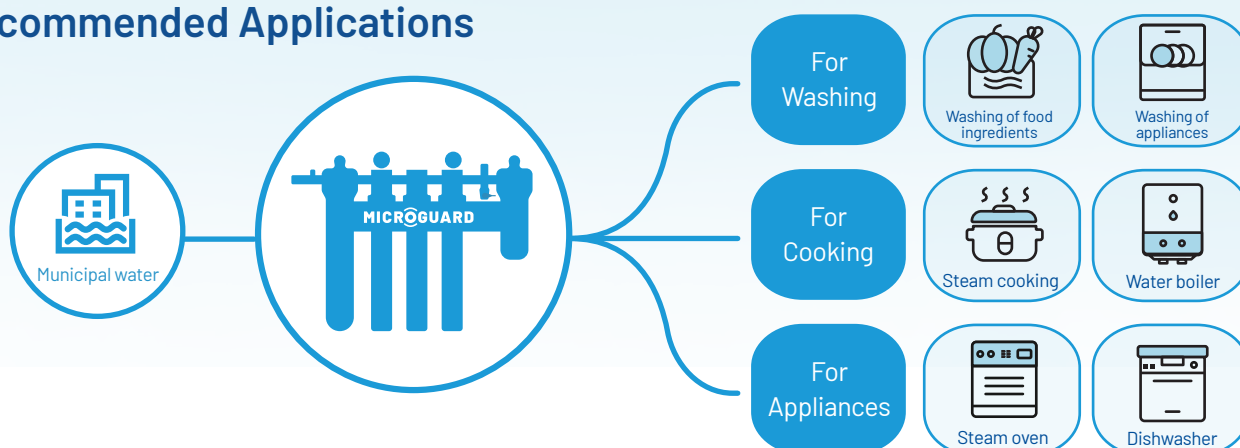 commended Applications
Municipal water
MICROGUARD
For
Washing
Washing of food
ingredients
Washing of
appliances
For
Cooking
Steam cooking
Water boiler
For
Appliances
Steam oven
Dishwasher